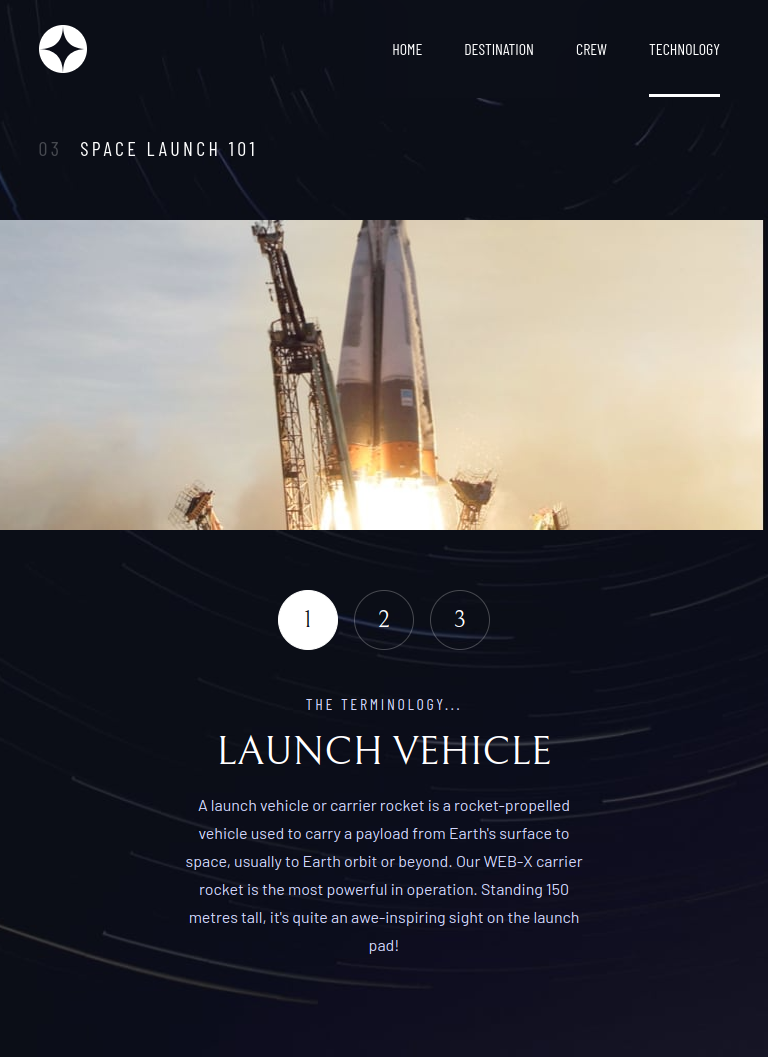 HOME DESTINATION CREW TECHNOLOGY
03 SPACE LAUNCH 101
1 2 3
THE TERMINOLOGY...
LAUNCH VEHICLE
A launch vehicle or carrier rocket is a rocket-propelled
vehicle used to carry a payload from Earth's surface to
space, usually to Earth orbit or beyond. Our WEB-X carrier
rocket is the most powerful in operation. Standing 150
metres tall, it's quite an awe-inspiring sight on the launch
pad!